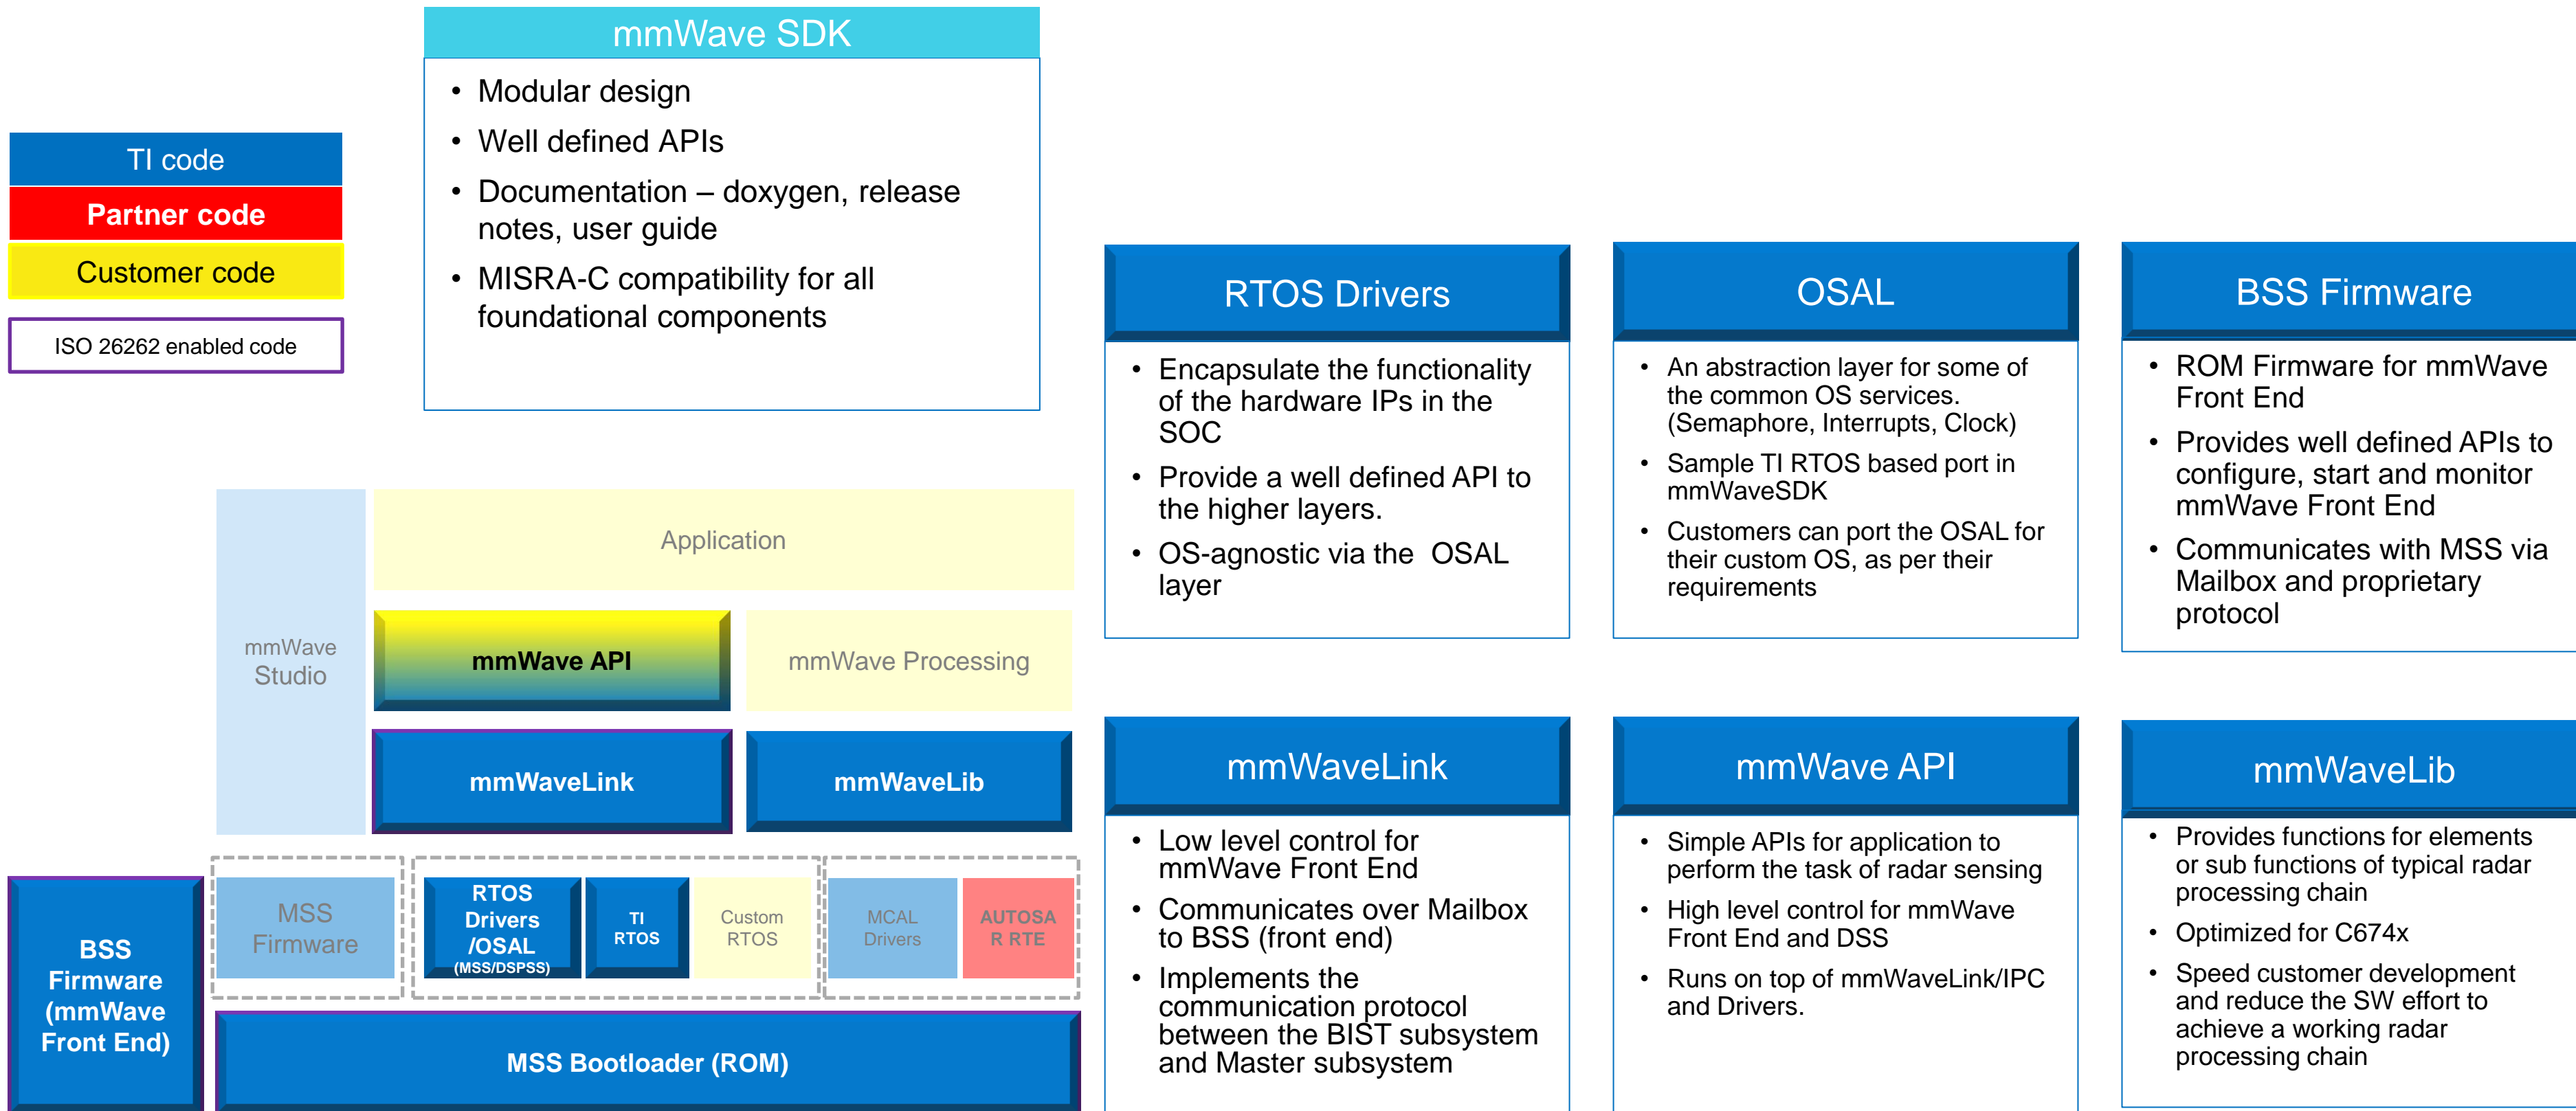 mmWave SDK
• Modular design
• Well defined APIs
• Documentation – doxygen, release
notes, user guide
• MISRA-C compatibility for all
foundational components
TI code
Partner code
Customer code
ISO 26262 enabled code
mmWave
Studio
Application
mmWave API
mmWave Processing
mmWaveLink
mmWaveLib
BSS
Firmware
(mmWave
Front End)
MSS
Firmware
RTOS
Drivers
/OSAL
(MSS/DSPSS)
TI
RTOS
Custom
RTOS
MCAL
Drivers
AUTOSA
R RTE
MSS Bootloader (ROM)
RTOS Drivers
• Encapsulate the functionality
of the hardware IPs in the
SOC
• Provide a well defined API to
the higher layers.
• OS-agnostic via the OSAL
layer
OSAL
• An abstraction layer for some of
the common OS services.
(Semaphore, Interrupts, Clock)
• Sample TI RTOS based port in
mmWaveSDK
• Customers can port the OSAL for
their custom OS, as per their
requirements
BSS Firmware
• ROM Firmware for mmWave
Front End
• Provides well defined APIs to
configure, start and monitor
mmWave Front End
• Communicates with MSS via
Mailbox and proprietary
protocol
mmWaveLink
• Low level control for
mmWave Front End
• Communicates over Mailbox
to BSS (front end)
• Implements the
communication protocol
between the BIST subsystem
and Master subsystem
mmWave API
• Simple APIs for application to
perform the task of radar sensing
• High level control for mmWave
Front End and DSS
• Runs on top of mmWaveLink/IPC
and Drivers.
mmWaveLib
• Provides functions for elements
or sub functions of typical radar
processing chain
• Optimized for C674x
• Speed customer development
and reduce the SW effort to
achieve a working radar
processing chain